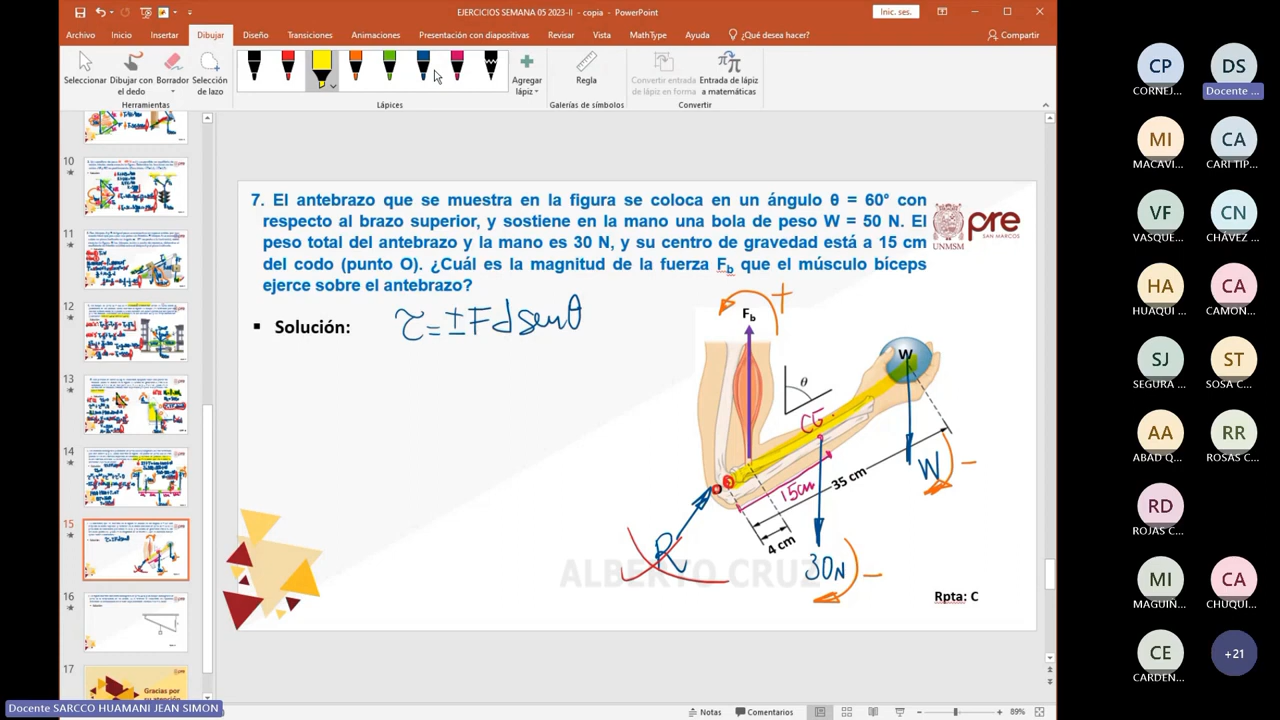 EJERCICIOS SEMANA 05 2023-II - copia - PowerPoint
Inic. ses.
Archivo Inicio Insertar Dibujar Diseño Transiciones Animaciones Presentación con diapositivas Revisar Vista MathType Ayuda ¿Qué desea hacer? Compartir
Seleccionar
Dibujar con el dedo
Borrador
Selección de lazo
Agregar lápiz
Regla
Convertir entrada de lápiz en forma
Entrada de lápiz a matemáticas
Herramientas
Lápices
Galerías de símbolos
Convertir
10
11
12
13
14
15
16
17
Gracias por su atención
7. El antebrazo que se muestra en la figura se coloca en un ángulo θ = 60° con
respecto al brazo superior, y sostiene en la mano una bola de peso W = 50 N. El
peso total del antebrazo y la mano es 30 N, y su centro de gravedad está a 15 cm
del codo (punto O). ¿Cuál es la magnitud de la fuerza Fb que el músculo bíceps
ejerce sobre el antebrazo?
UNMSM
pre
SAN MARCOS
Solución:
τ = ± F d senθ
+
Fb
W
θ
CG
O
15cm
35 cm
4 cm
W
−
R
30N
−
ALBERTO CRUZ
Rpta: C
Notas
Comentarios
89%
Docente SARCCO HUAMANI JEAN SIMON
CP
CORNEJ...
DS
Docente ...
MI
MACAVI...
CA
CARI TIP...
VF
VASQUE...
CN
CHÁVEZ...
HA
HUAQUI ...
CA
CAMON...
SJ
SEGURA ...
ST
SOSA C...
AA
ABAD Q...
RR
ROSAS C...
RD
ROJAS C...
MI
MAGUIÑ...
CA
CHUQUI...
CE
CARDEN...
+21